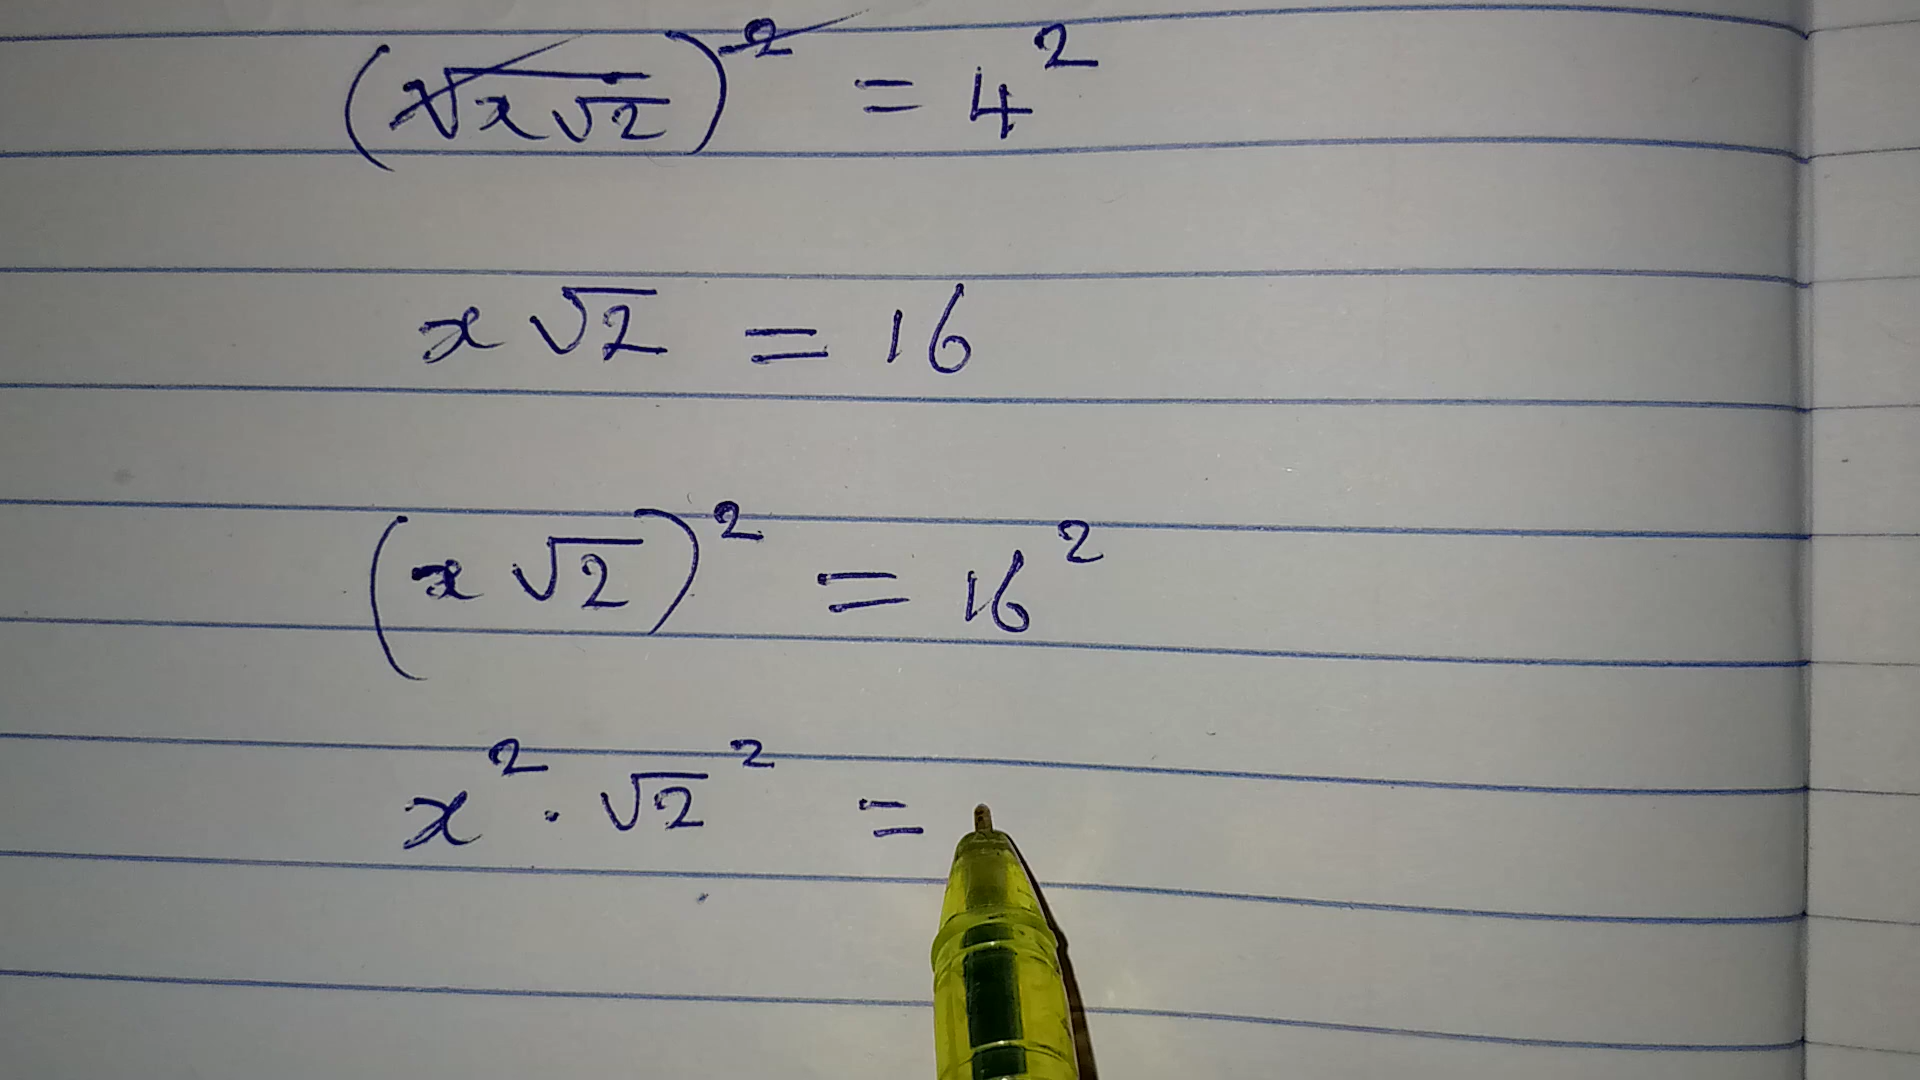 (√(x√2))² = 4²
x√2 = 16
(x√2)² = 16²
x² · √2² =